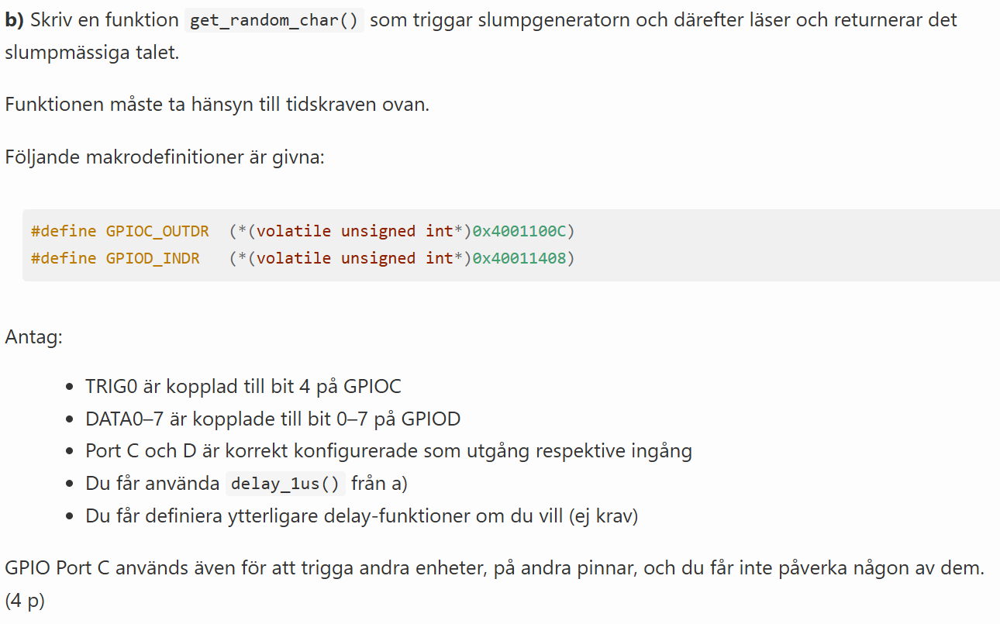 b) Skriv en funktion get_random_char() som triggar slumpgeneratorn och därefter läser och returnerar det
slumpmässiga talet.
Funktionen måste ta hänsyn till tidskraven ovan.
Följande makrodefinitioner är givna:
#define GPIOC_OUTDR (*(volatile unsigned int*)0x4001100C)
#define GPIOD_INDR (*(volatile unsigned int*)0x40011408)
Antag:
• TRIG0 är kopplad till bit 4 på GPIOC
• DATA0–7 är kopplade till bit 0–7 på GPIOD
• Port C och D är korrekt konfigurerade som utgång respektive ingång
• Du får använda delay_1us() från a)
• Du får definiera ytterligare delay-funktioner om du vill (ej krav)
GPIO Port C används även för att trigga andra enheter, på andra pinnar, och du får inte påverka någon av dem.
(4 p)